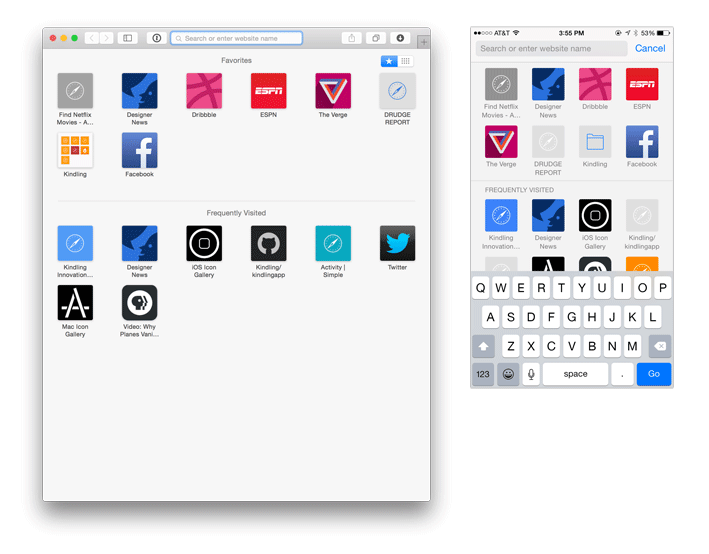 Search or enter website name
Favorites
ESPN
Find Netflix Movies - A...
Designer News
Dribbble
ESPN
The Verge
DRUDGE REPORT
Kindling
Facebook
Frequently Visited
Kindling Innovation...
Designer News
iOS Icon Gallery
Kindling/ kindlingapp
Activity | Simple
Twitter
Mac Icon Gallery
Video: Why Planes Vani...
AT&T
3:55 PM
53%
Search or enter website name
Cancel
ESPN
Find Netflix Movies - A...
Designer News
Dribbble
ESPN
The Verge
DRUDGE REPORT
Kindling
Facebook
FREQUENTLY VISITED
Kindling Innovation...
Designer News
iOS Icon Gallery
Kindling/ kindlingapp
Q W E R T Y U I O P
A S D F G H J K L
Z X C V B N M
123
space
.
Go